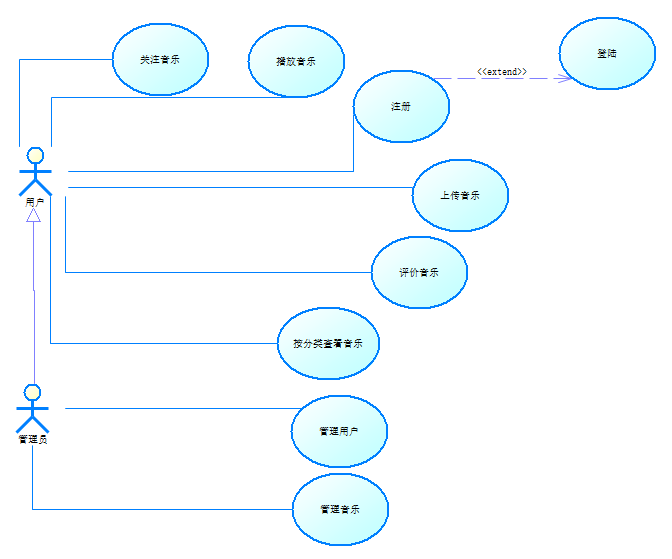 关注音乐
播放音乐
登陆
<<extend>>
注册
上传音乐
用户
评价音乐
按分类查看音乐
管理用户
管理员
管理音乐